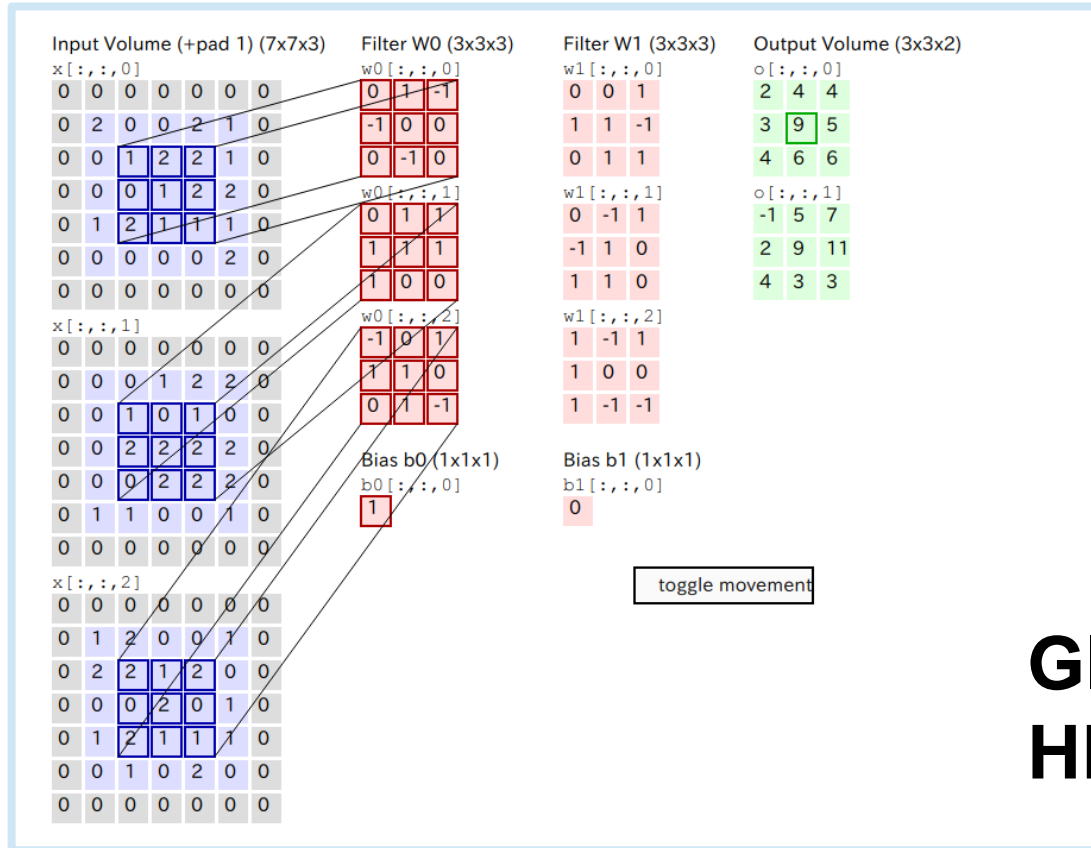 Input Volume (+pad 1) (7x7x3)
x[:,:,0]
0 0 0 0 0 0 0
0 2 0 0 2 1 0
0 0 1 2 2 1 0
0 0 0 1 2 2 0
0 1 2 1 1 1 0
0 0 0 0 0 2 0
0 0 0 0 0 0 0
x[:,:,1]
0 0 0 0 0 0 0
0 0 0 1 2 2 0
0 0 1 0 1 0 0
0 0 2 2 2 2 0
0 0 0 2 2 2 0
0 1 1 0 0 1 0
0 0 0 0 0 0 0
x[:,:,2]
0 0 0 0 0 0 0
0 1 2 0 0 1 0
0 2 2 1 2 0 0
0 0 0 2 0 1 0
0 1 2 1 1 1 0
0 0 1 0 2 0 0
0 0 0 0 0 0 0
Filter W0 (3x3x3)
w0[:,:,0]
0 1 -1
-1 0 0
0 -1 0
w0[:,:,1]
0 1 1
1 1 1
1 0 0
w0[:,:,2]
-1 0 1
1 1 0
0 1 -1
Bias b0 (1x1x1)
b0[:,:,0]
1
Filter W1 (3x3x3)
w1[:,:,0]
0 0 1
1 1 -1
0 1 1
w1[:,:,1]
0 -1 1
-1 1 0
1 1 0
w1[:,:,2]
1 -1 1
1 0 0
1 -1 -1
Bias b1 (1x1x1)
b1[:,:,0]
0
Output Volume (3x3x2)
o[:,:,0]
2 4 4
3 9 5
4 6 6
o[:,:,1]
-1 5 7
2 9 11
4 3 3
toggle movement